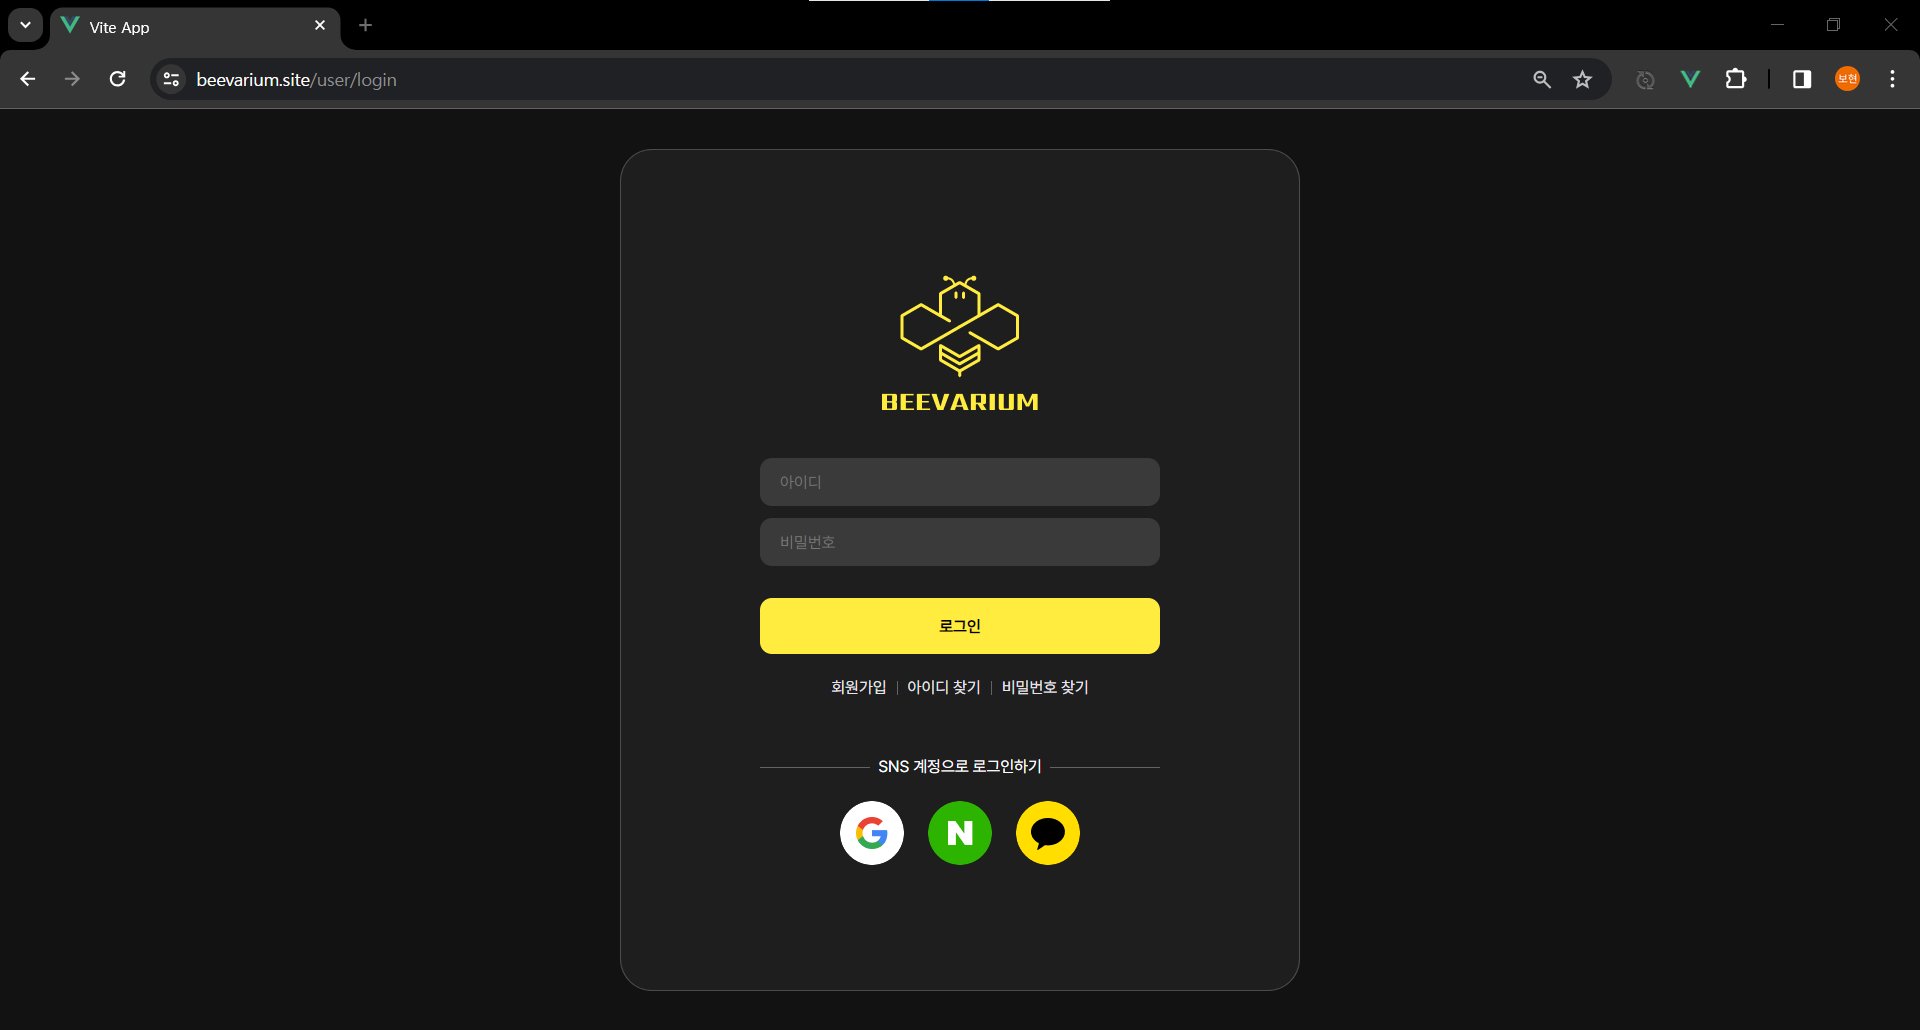 Vite App
beevarium.site/user/login
보현
BEEVARIUM
아이디
비밀번호
로그인
회원가입 | 아이디 찾기 | 비밀번호 찾기
SNS 계정으로 로그인하기
G N